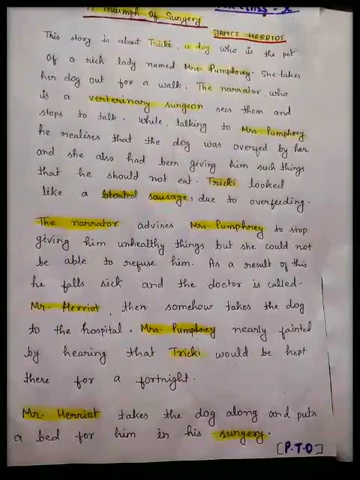 A Triumph Of Surgery
JAMES HERRIOT
This story is about Tricki, a dog who is the pet
Of a rich lady named Mrs. Pumphrey. She takes
her dog out for a walk. The narrator who
is a verterinary surgeon sees them and
stops to talk. While, talking to Mrs. Pumphrey
he realises that the dog was overfed by her
and she also had been giving him such things
that he should not eat. Tricki looked
like a bloated sausage, due to overfeeding.
The narrator advises Mrs. Pumphrey to stop
giving him unhealthy things but she could not
be able to refuse him. As a result of this
he falls sick and the doctor is called.
Mr. Herriot, then somehow takes the dog
to the hospital. Mrs. Pumphrey nearly fainted
by hearing that Tricki would be kept
there for a fortnight.
Mr. Herriot takes the dog along and puts
a bed for him in his surgery.
[P.T.O]